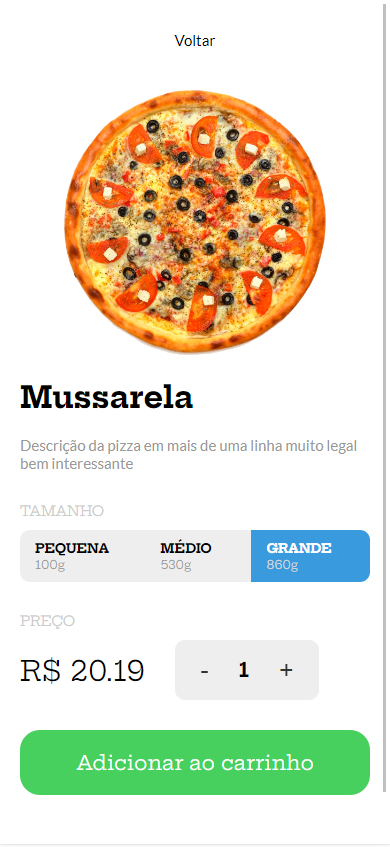 Voltar
Mussarela
Descrição da pizza em mais de uma linha muito legal
bem interessante
TAMANHO
PEQUENA MÉDIO GRANDE
100g 530g 860g
PREÇO
R$ 20.19 - 1 +
Adicionar ao carrinho